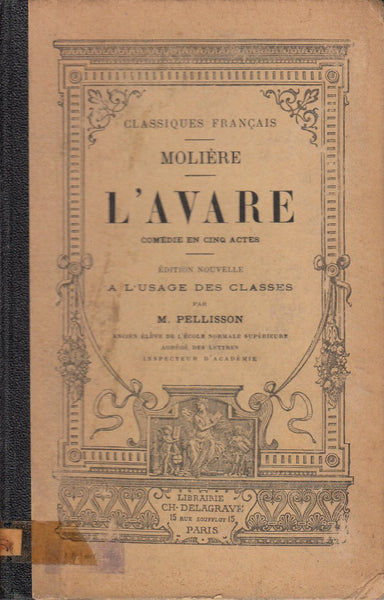 CLASSIQUES FRANÇAIS
MOLIÈRE
L'AVARE
COMÉDIE EN CINQ ACTES
ÉDITION NOUVELLE
A L'USAGE DES CLASSES
PAR
M. PELLISSON
ANCIEN ÉLÈVE DE L'ÉCOLE NORMALE SUPÉRIEURE
AGRÉGÉ DES LETTRES
INSPECTEUR D'ACADÉMIE
LIBRAIRIE
CH. DELAGRAVE
15 RUE SOUFFLOT 15
PARIS